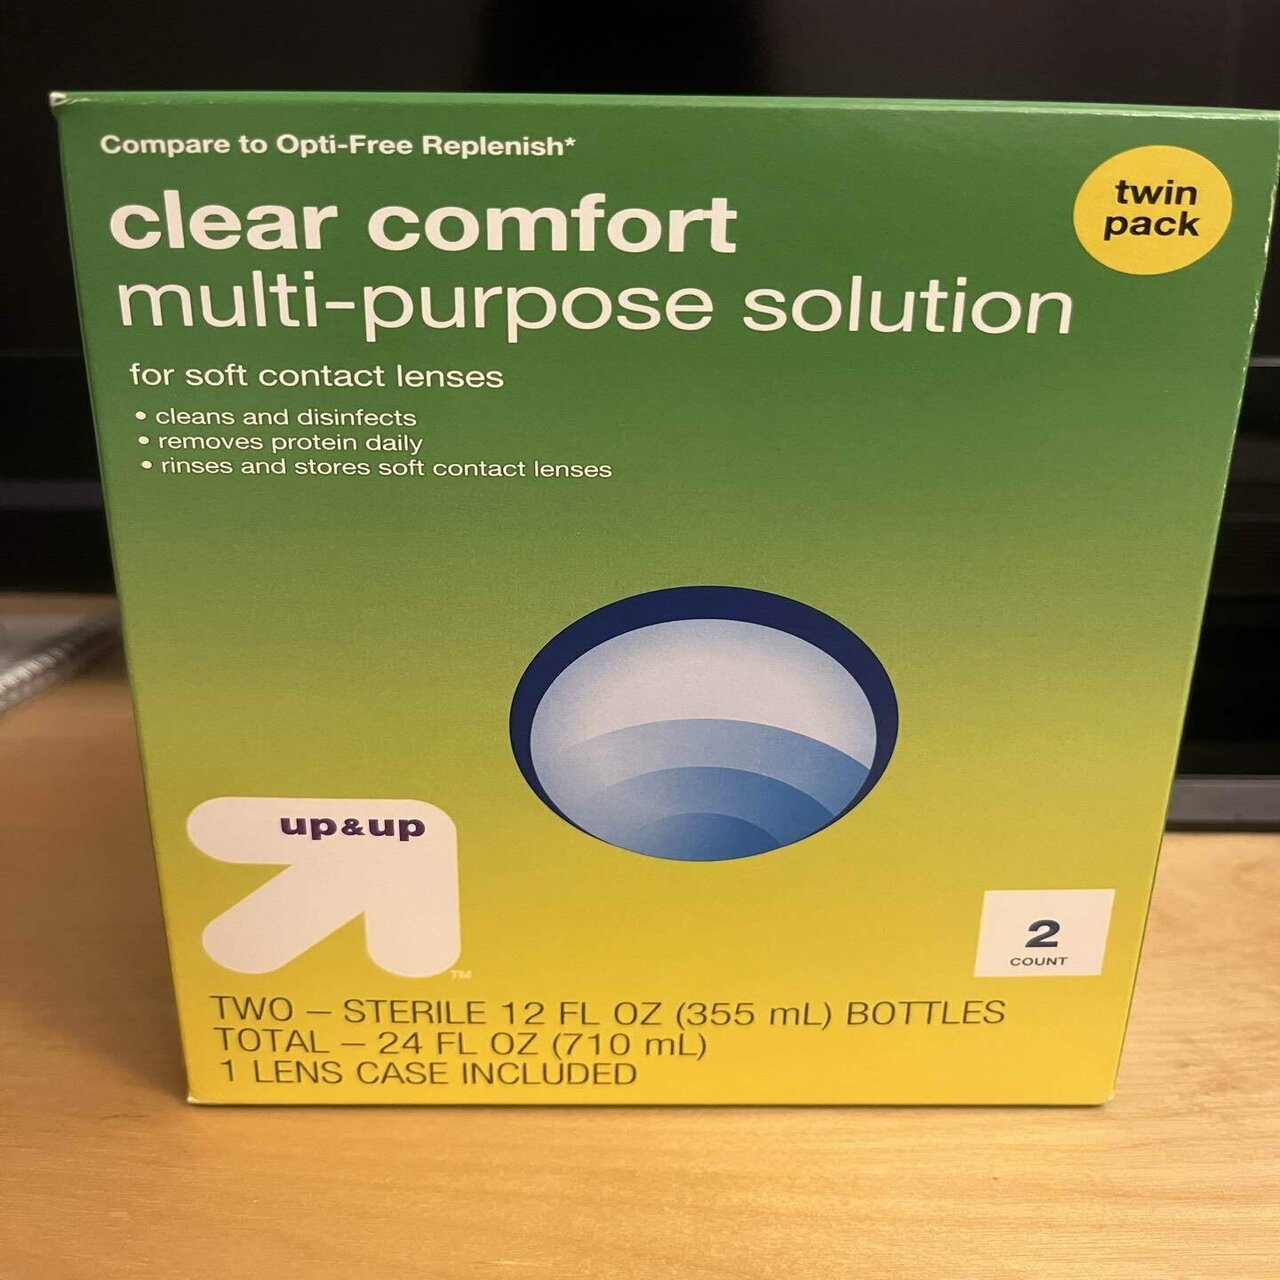 Compare to Opti-Free Replenish*
clear comfort
multi-purpose solution
twin
pack
for soft contact lenses
• cleans and disinfects
• removes protein daily
• rinses and stores soft contact lenses
up&up
TM
2
COUNT
TWO – STERILE 12 FL OZ (355 mL) BOTTLES
TOTAL – 24 FL OZ (710 mL)
1 LENS CASE INCLUDED